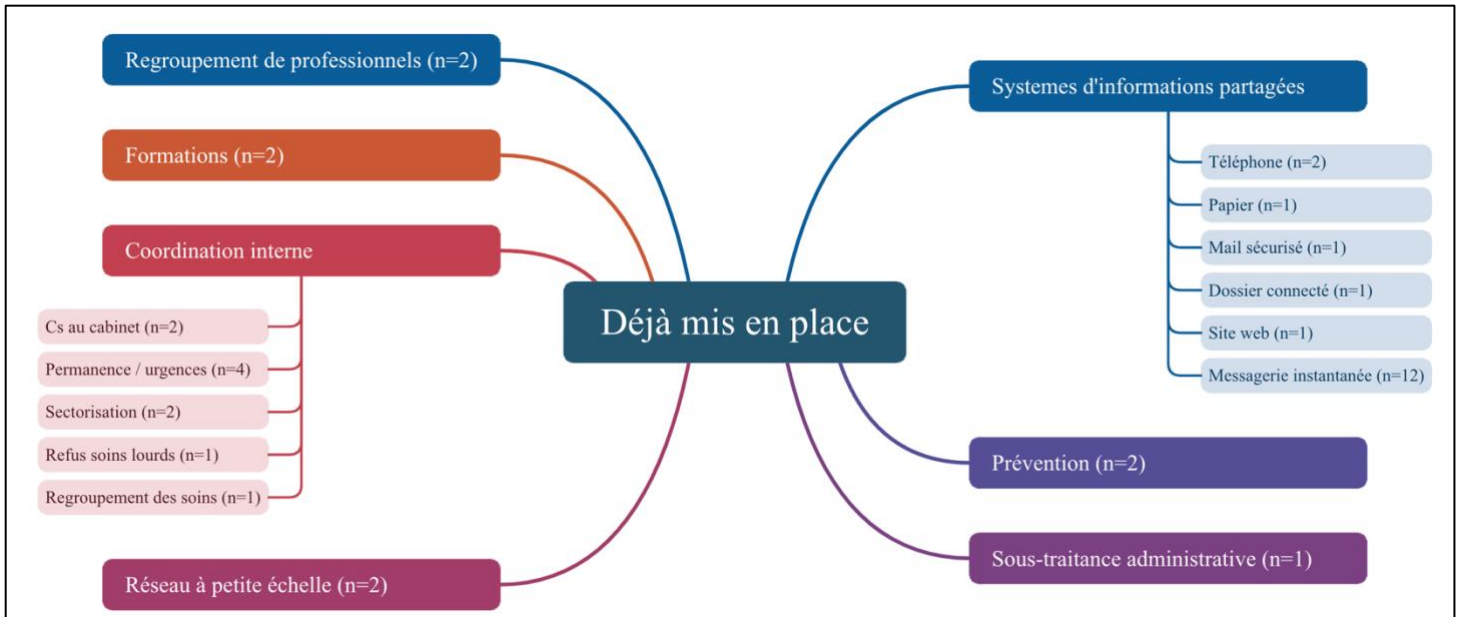 Regroupement de professionnels (n=2)
Formations (n=2)
Coordination interne
Cs au cabinet (n=2)
Permanence / urgences (n=4)
Sectorisation (n=2)
Refus soins lourds (n=1)
Regroupement des soins (n=1)
Réseau à petite échelle (n=2)
Déjà mis en place
Systemes d'informations partagées
Téléphone (n=2)
Papier (n=1)
Mail sécurisé (n=1)
Dossier connecté (n=1)
Site web (n=1)
Messagerie instantanée (n=12)
Prévention (n=2)
Sous-traitance administrative (n=1)